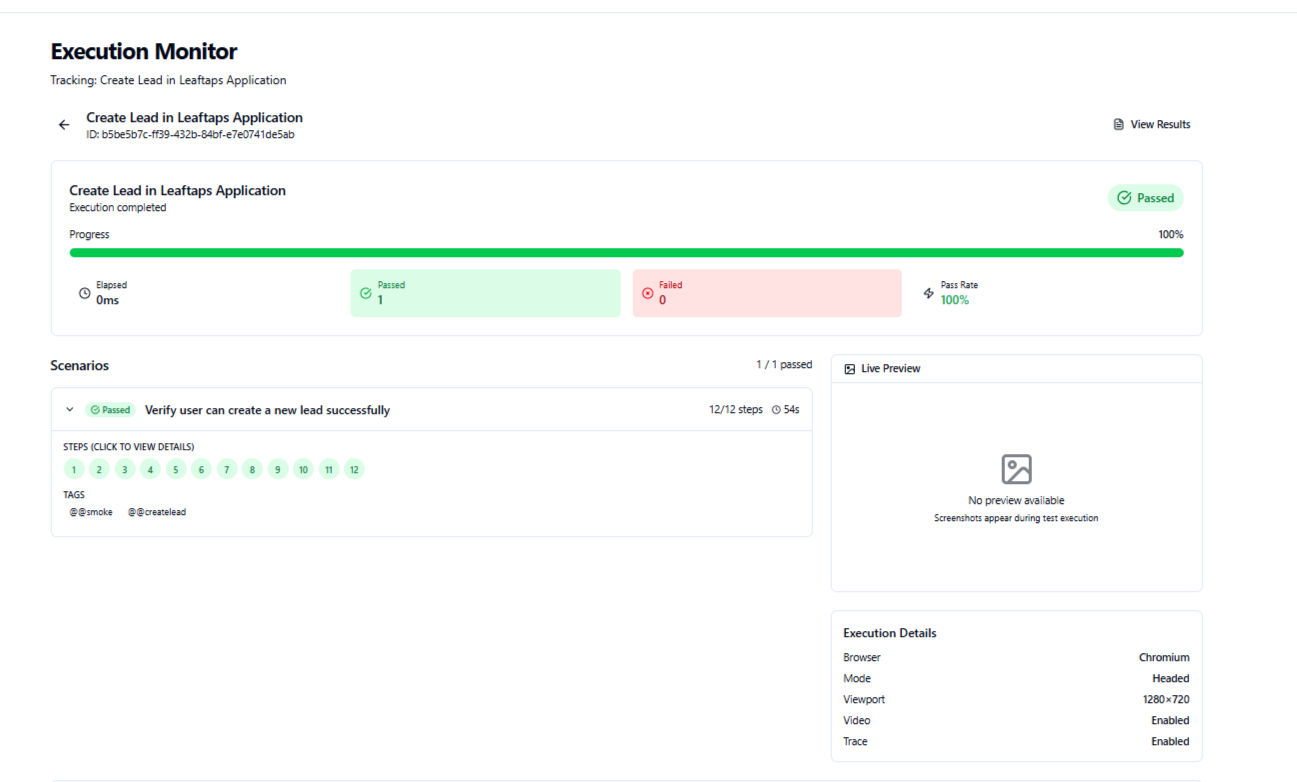 Execution Monitor
Tracking: Create Lead in Leaftaps Application
Create Lead in Leaftaps Application
ID: b5be5b7c-ff39-432b-84bf-e7e0741de5ab
View Results
Create Lead in Leaftaps Application
Execution completed
Passed
Progress
100%
Elapsed
0ms
Passed
1
Failed
0
Pass Rate
100%
Scenarios
1 / 1 passed
Passed
Verify user can create a new lead successfully
12/12 steps
54s
STEPS (CLICK TO VIEW DETAILS)
1 2 3 4 5 6 7 8 9 10 11 12
TAGS
@@smoke @@createlead
Live Preview
No preview available
Screenshots appear during test execution
Execution Details
Browser Chromium
Mode Headed
Viewport 1280×720
Video Enabled
Trace Enabled